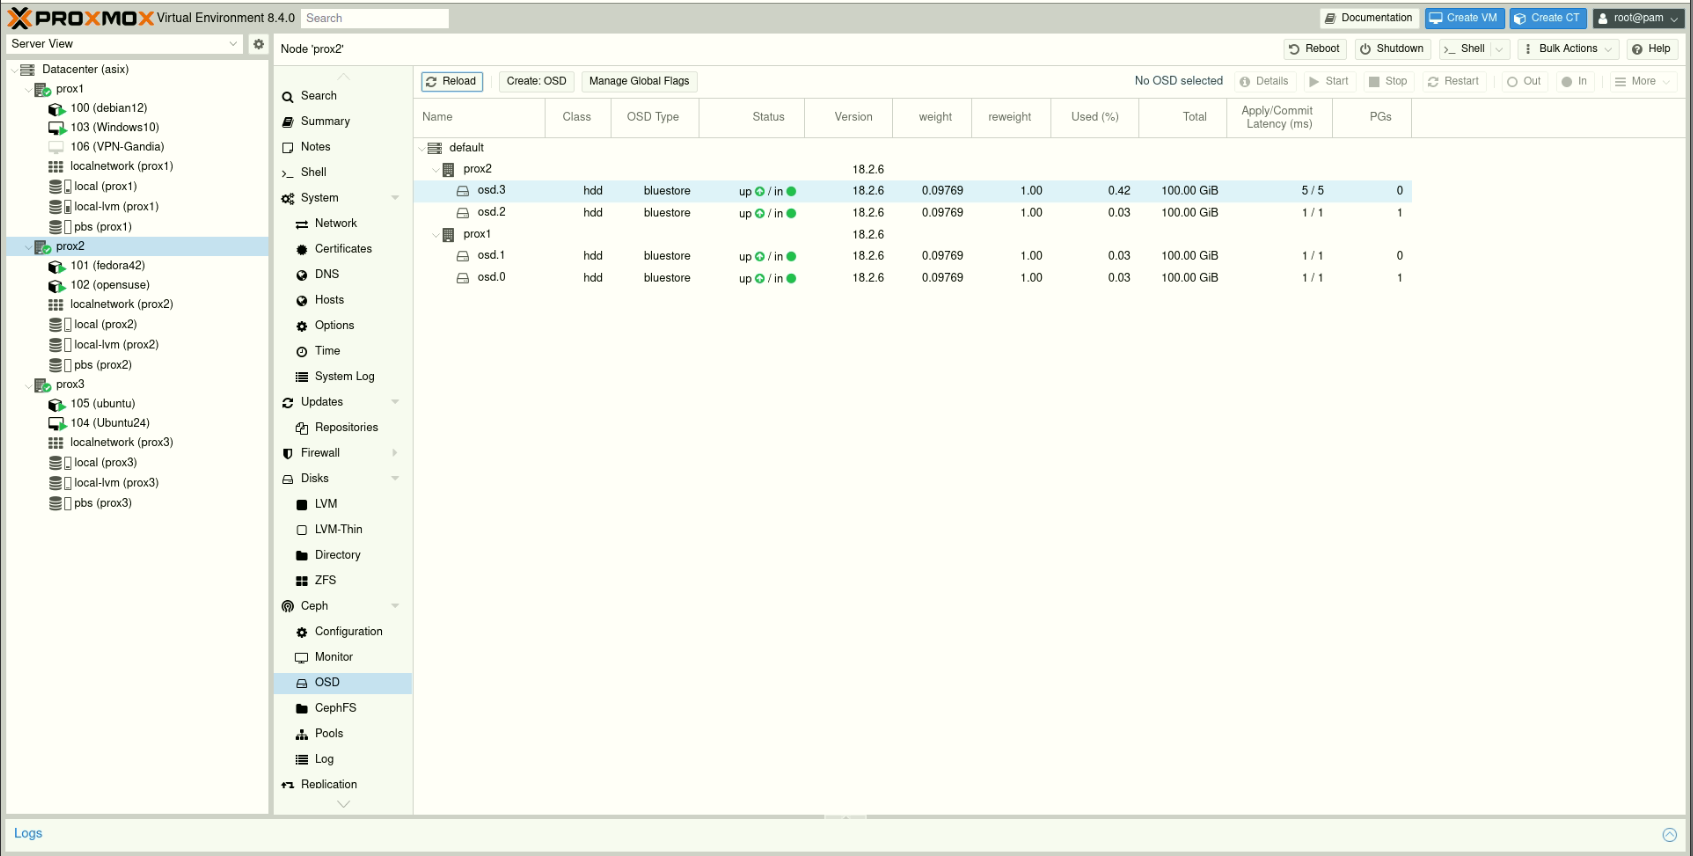 PROXMOX Virtual Environment 8.4.0 Search Documentation Create VM Create CT root@pam
Server View
Node 'prox2' Reboot Shutdown >_ Shell Bulk Actions Help
Datacenter (asix)
prox1
100 (debian12)
103 (Windows10)
106 (VPN-Gandia)
localnetwork (prox1)
local (prox1)
local-lvm (prox1)
pbs (prox1)
prox2
101 (fedora42)
102 (opensuse)
localnetwork (prox2)
local (prox2)
local-lvm (prox2)
pbs (prox2)
prox3
105 (ubuntu)
104 (Ubuntu24)
localnetwork (prox3)
local (prox3)
local-lvm (prox3)
pbs (prox3)
Search
Summary
Notes
>_ Shell
System
Network
Certificates
DNS
Hosts
Options
Time
System Log
Updates
Repositories
Firewall
Disks
LVM
LVM-Thin
Directory
ZFS
Ceph
Configuration
Monitor
OSD
CephFS
Pools
Log
Replication
Reload Create: OSD Manage Global Flags No OSD selected Details Start Stop Restart Out In More
Name Class OSD Type Status Version weight reweight Used (%) Total Apply/Commit Latency (ms) PGs
default
prox2 18.2.6
osd.3 hdd bluestore up / in 18.2.6 0.09769 1.00 0.42 100.00 GiB 5 / 5 0
osd.2 hdd bluestore up / in 18.2.6 0.09769 1.00 0.03 100.00 GiB 1 / 1 1
prox1 18.2.6
osd.1 hdd bluestore up / in 18.2.6 0.09769 1.00 0.03 100.00 GiB 1 / 1 0
osd.0 hdd bluestore up / in 18.2.6 0.09769 1.00 0.03 100.00 GiB 1 / 1 1
Logs